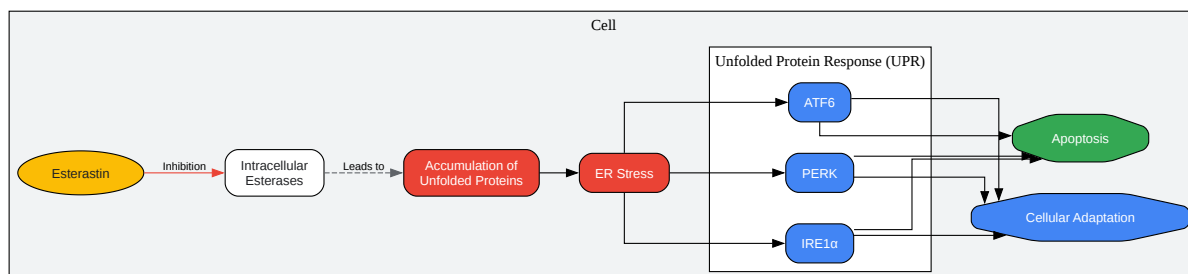 Cell
Unfolded Protein Response (UPR)
ATF6
Apoptosis
Esterastin
Inhibition
Intracellular
Esterases
Leads to
Accumulation of
Unfolded Proteins
ER Stress
PERK
Cellular Adaptation
IRE1α